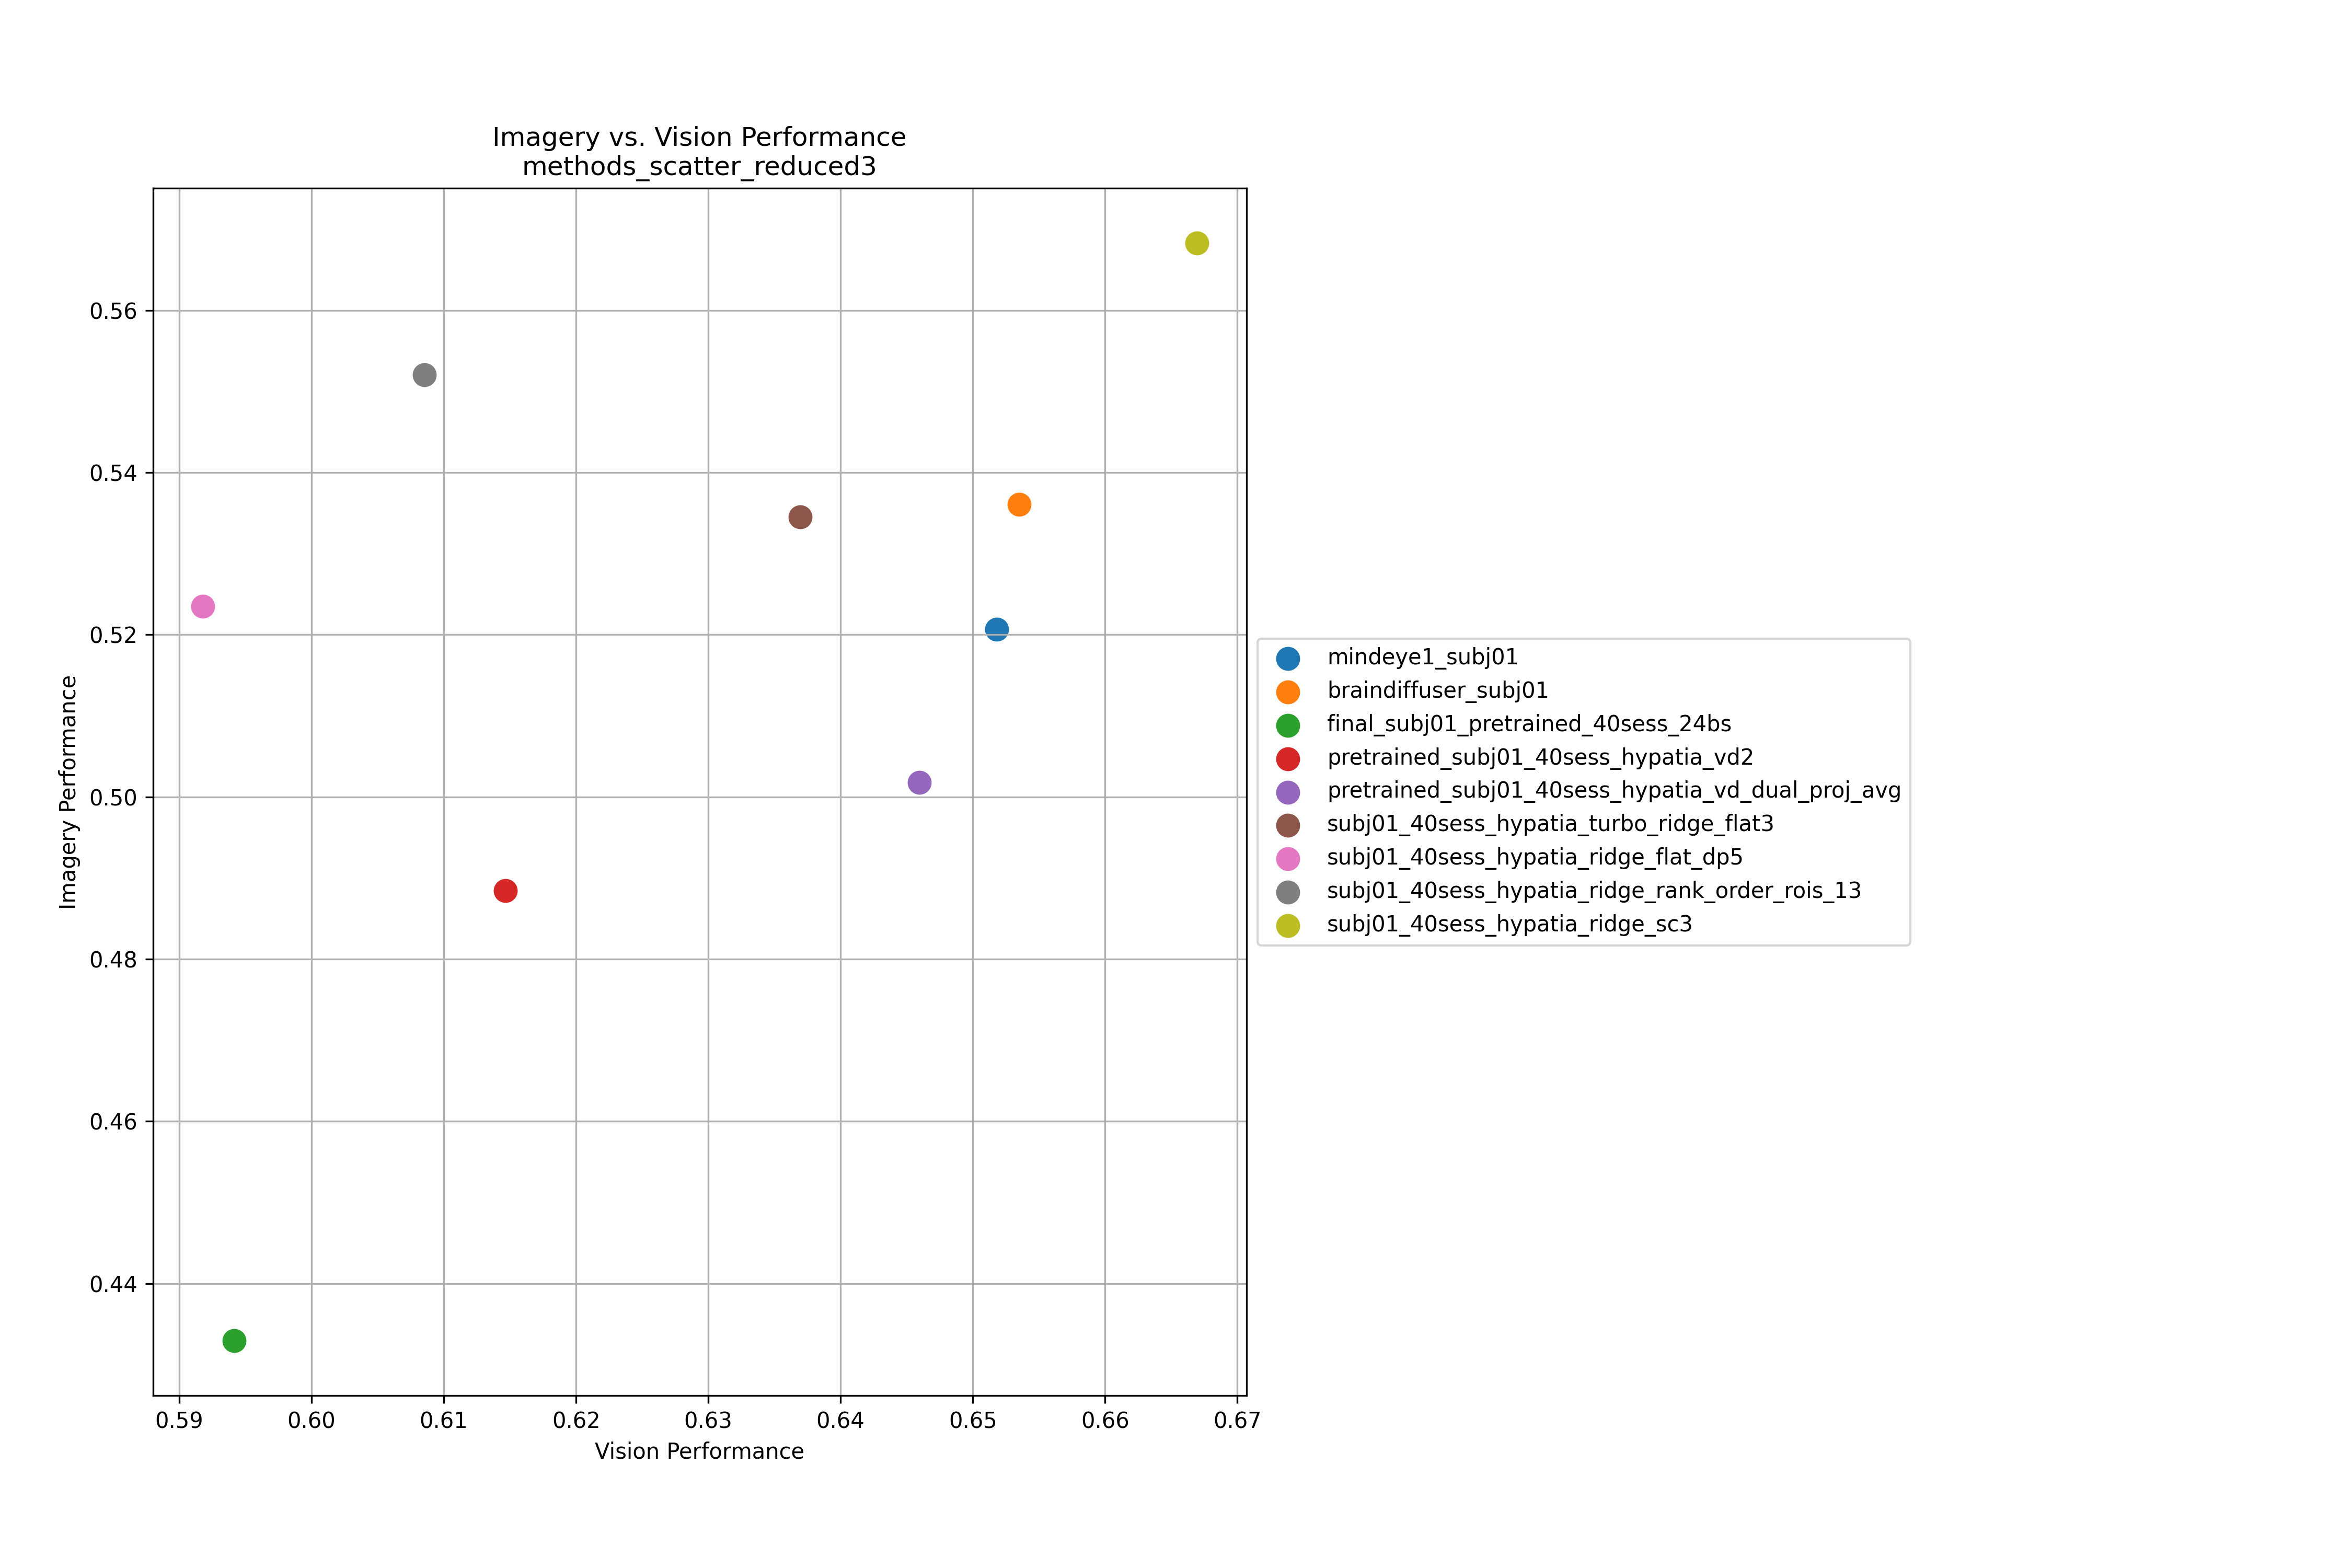 Imagery vs. Vision Performance
methods_scatter_reduced3
0.56
0.54
0.52
0.50
0.48
0.46
0.44
Imagery Performance
0.59 0.60 0.61 0.62 0.63 0.64 0.65 0.66 0.67
Vision Performance
mindeye1_subj01
braindiffuser_subj01
final_subj01_pretrained_40sess_24bs
pretrained_subj01_40sess_hypatia_vd2
pretrained_subj01_40sess_hypatia_vd_dual_proj_avg
subj01_40sess_hypatia_turbo_ridge_flat3
subj01_40sess_hypatia_ridge_flat_dp5
subj01_40sess_hypatia_ridge_rank_order_rois_13
subj01_40sess_hypatia_ridge_sc3